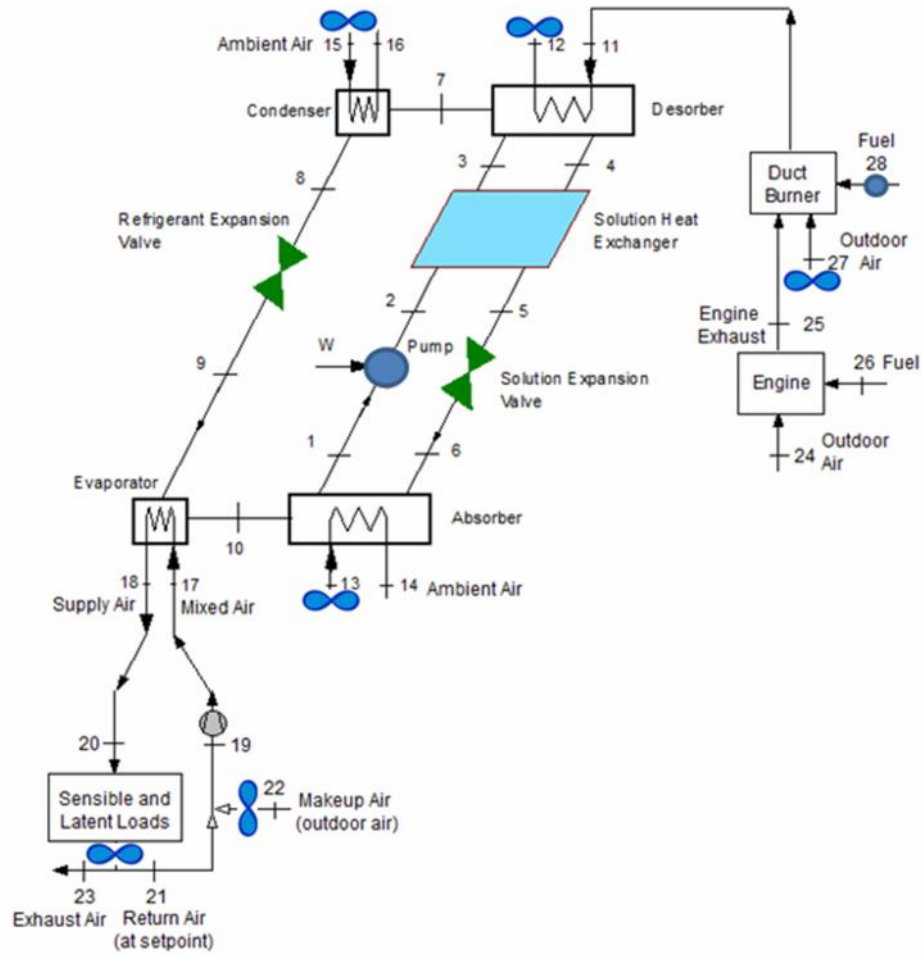 Ambient Air
15
16
12
11
7
Condenser
Desorber
3
4
8
Fuel
28
Duct
Burner
Refrigerant Expansion
Valve
Solution Heat
Exchanger
Outdoor
Air
27
2
5
Engine
Exhaust
25
W
Pump
9
Solution Expansion
Valve
Engine
26 Fuel
1
6
24
Outdoor
Air
Evaporator
10
Absorber
18
17
13
14
Ambient Air
Supply Air
Mixed Air
20
19
Sensible and
Latent Loads
22
Makeup Air
(outdoor air)
23
21
Exhaust Air
Return Air
(at setpoint)